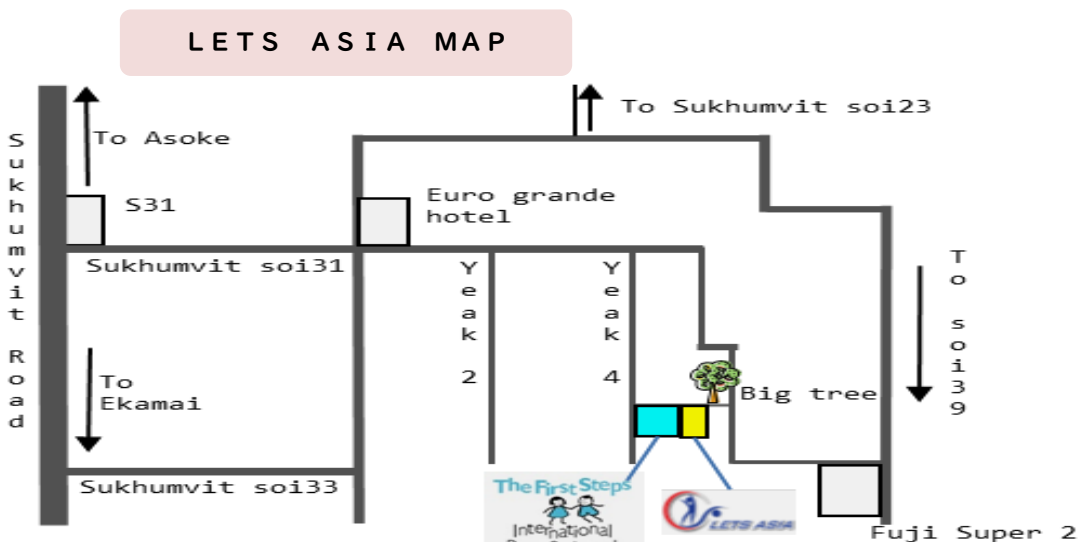 LETS ASIA MAP
To Sukhumvit soi23
To Asoke
Sukhumvit Road
S31
Euro grande
hotel
Sukhumvit soi31
Yeak 2
Yeak 4
To soi39
To
Ekamai
Big tree
Sukhumvit soi33
The First Steps
International
LETS ASIA
Fuji Super 2